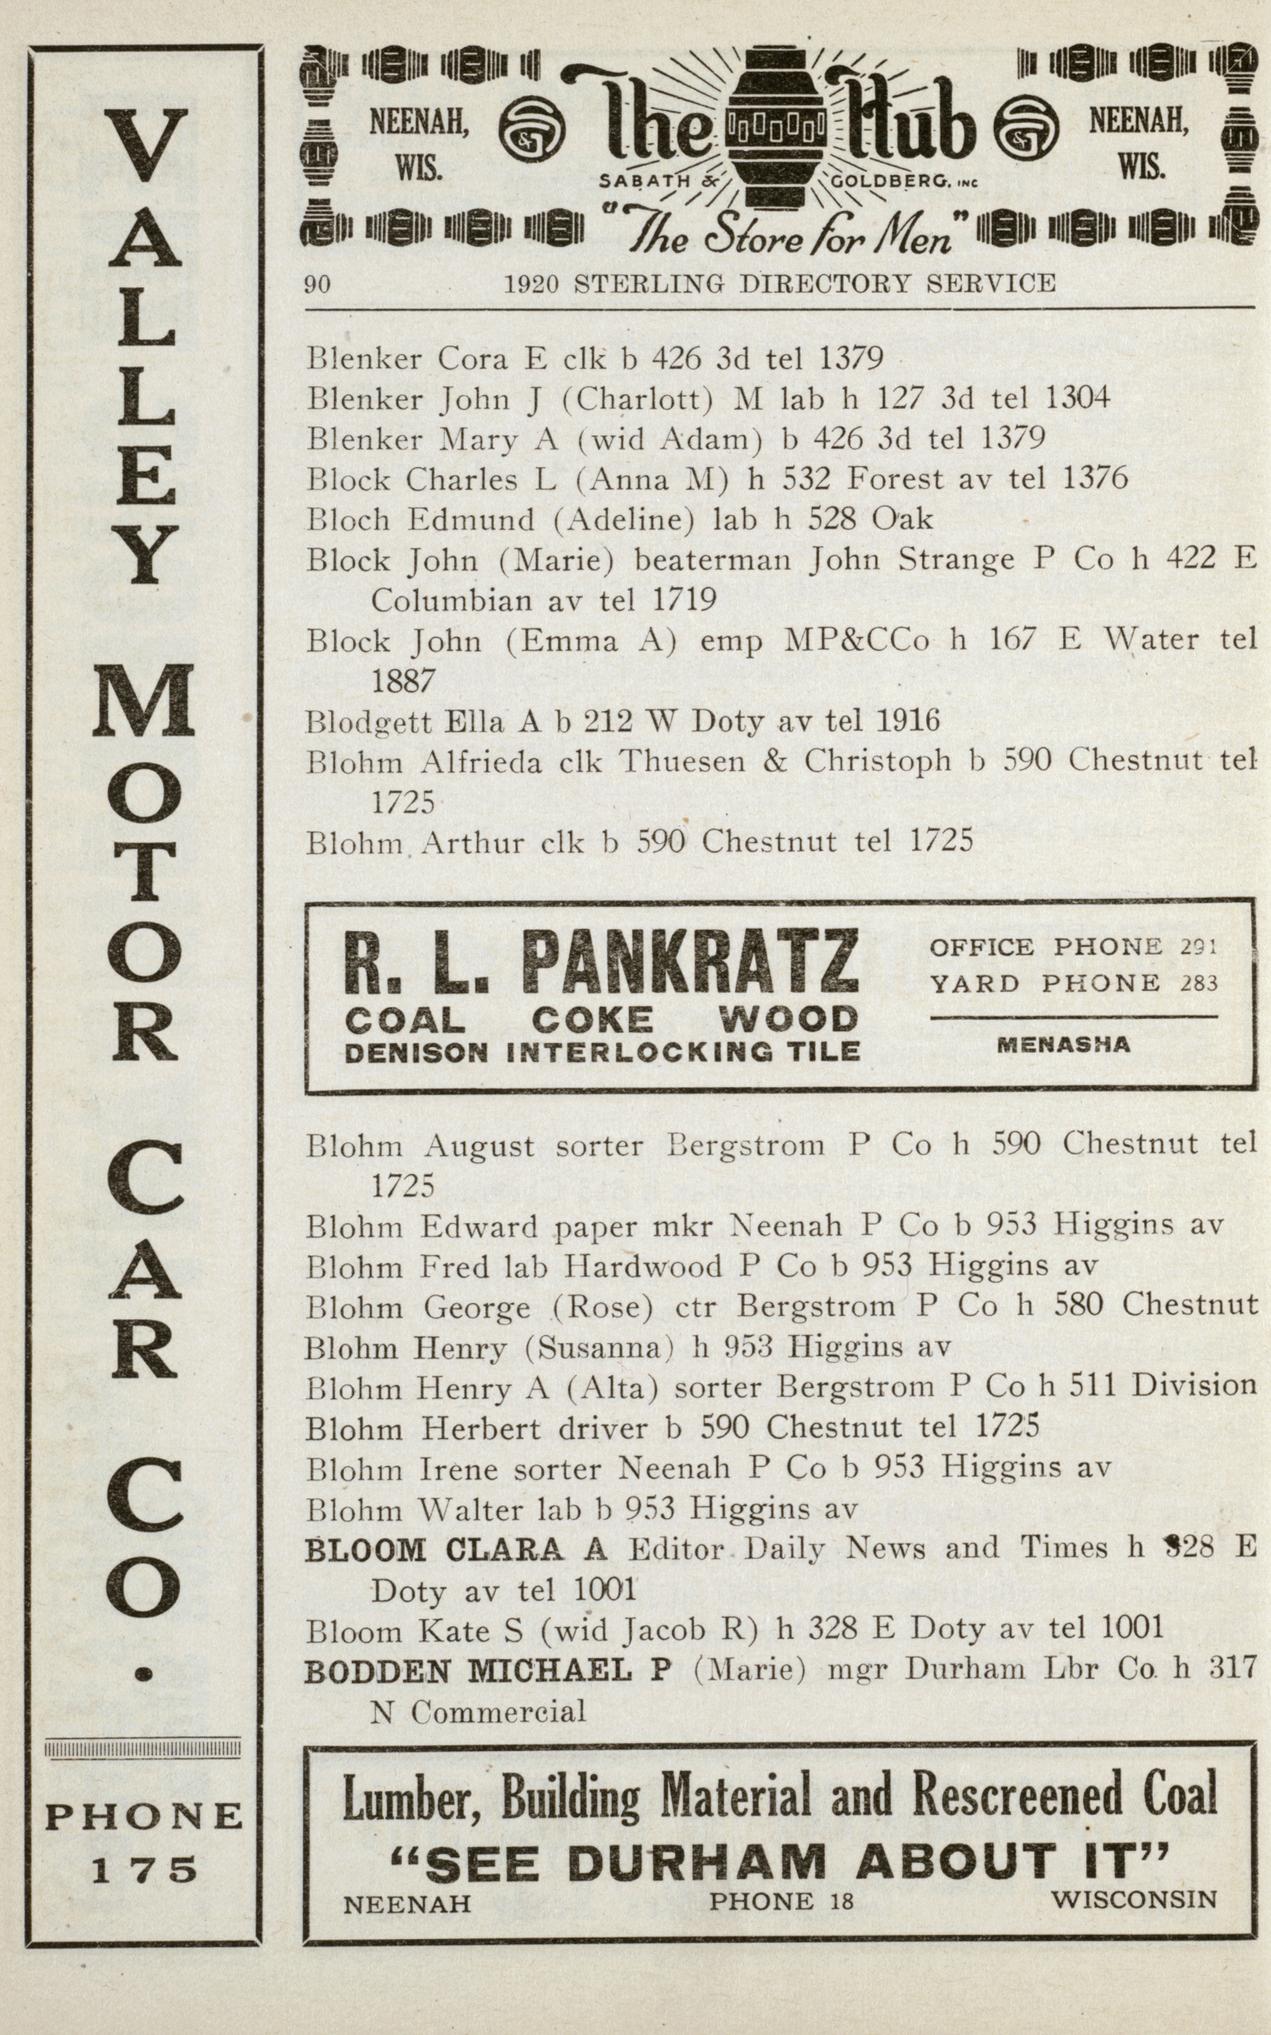 VALLEY MOTOR CAR CO.
PHONE
175
NEENAH,
WIS.
S&G
The Hub
S&G
NEENAH,
WIS.
SABATH & GOLDBERG, INC
"The Store for Men"
90 1920 STERLING DIRECTORY SERVICE
Blenker Cora E clk b 426 3d tel 1379
Blenker John J (Charlott) M lab h 127 3d tel 1304
Blenker Mary A (wid Adam) b 426 3d tel 1379
Block Charles L (Anna M) h 532 Forest av tel 1376
Bloch Edmund (Adeline) lab h 528 Oak
Block John (Marie) beaterman John Strange P Co h 422 E
Columbian av tel 1719
Block John (Emma A) emp MP&CCo h 167 E Water tel
1887
Blodgett Ella A b 212 W Doty av tel 1916
Blohm Alfrieda clk Thuesen & Christoph b 590 Chestnut tel
1725
Blohm Arthur clk b 590 Chestnut tel 1725
R. L. PANKRATZ
COAL COKE WOOD
DENISON INTERLOCKING TILE
OFFICE PHONE 291
YARD PHONE 283
MENASHA
Blohm August sorter Bergstrom P Co h 590 Chestnut tel
1725
Blohm Edward paper mkr Neenah P Co b 953 Higgins av
Blohm Fred lab Hardwood P Co b 953 Higgins av
Blohm George (Rose) ctr Bergstrom P Co h 580 Chestnut
Blohm Henry (Susanna) h 953 Higgins av
Blohm Henry A (Alta) sorter Bergstrom P Co h 511 Division
Blohm Herbert driver b 590 Chestnut tel 1725
Blohm Irene sorter Neenah P Co b 953 Higgins av
Blohm Walter lab b 953 Higgins av
BLOOM CLARA A Editor Daily News and Times h 328 E
Doty av tel 1001
Bloom Kate S (wid Jacob R) h 328 E Doty av tel 1001
BODDEN MICHAEL P (Marie) mgr Durham Lbr Co. h 317
N Commercial
Lumber, Building Material and Rescreened Coal
"SEE DURHAM ABOUT IT"
NEENAH PHONE 18 WISCONSIN